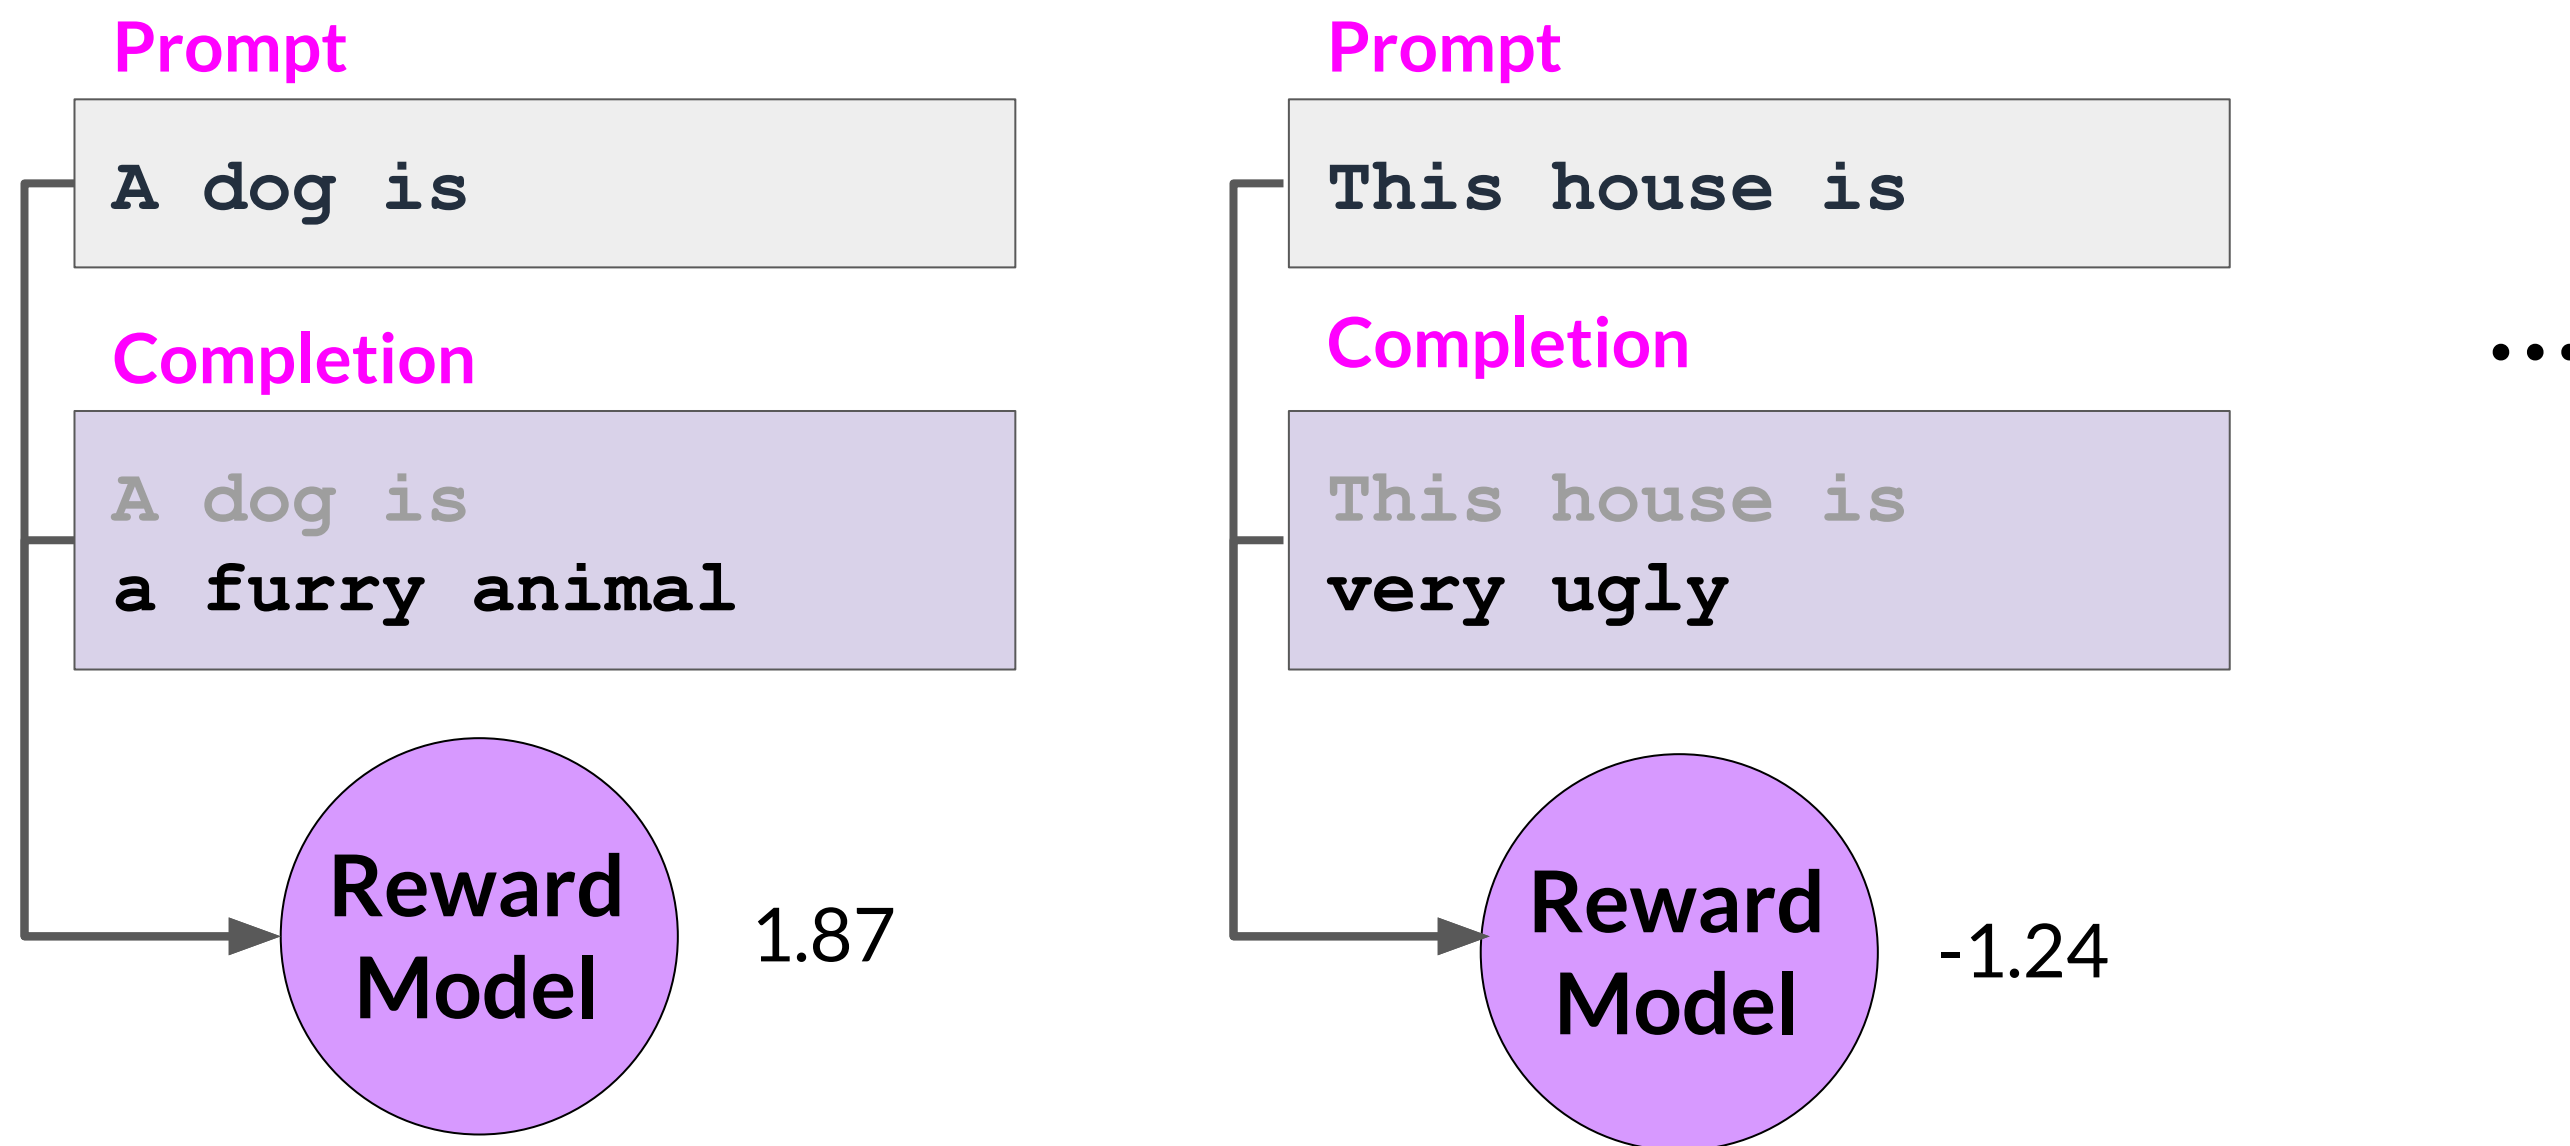 Prompt
A dog is
Completion
A dog is
a furry animal
Reward
Model
1.87
Prompt
This house is
Completion
This house is
very ugly
Reward
Model
-1.24
...